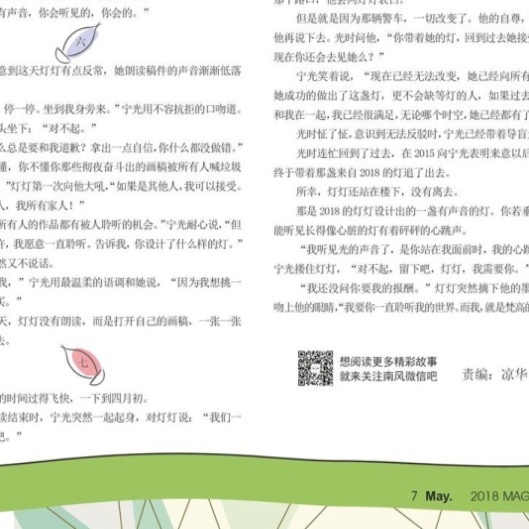 有声音，你会听见的，你会的。”
六
意到这天灯灯有点反常，她朗读稿件的声音渐渐低落
停一停。坐到我身旁来。”宁光用不容抗拒的口吻道。
头坐下：“对不起。”
么总是要和我道歉？拿出一点自信，你什么都没做错。”
懂，你不懂你那些彻夜奋斗出的画稿被所有人喊垃圾
”灯灯第一次向他大吼，“如果是其他人，我可以接受。
人，我所有家人！”
所有人的作品都有被人聆听的机会。”宁光耐心说，“但
许，我愿意一直聆听。告诉我，你设计了什么样的灯。”
然又不说话。
我，”宁光用最温柔的语调和她说，“因为我想挑一
买。”
天，灯灯没有朗读，而是打开自己的画稿，一张一张
去。
七
的时间过得飞快，一下到四月初。
读结束时，宁光突然一起起身，对灯灯说：“我们一
吧。”
但是就是因为那辆警车，一切改变了。他的自尊，
他再说下去。光时问他，“你带着她的灯，回到过去她接
现在你还会去见她么？”
宁光笑着说，“现在已经无法改变，她已经向所有
她成功的做出了这盏灯，更不会缺等灯的人，如果过去
和我在一起，我已经很满足，无论哪个时空，她已经都有了
光时怔了怔，意识到无法反驳时，宁光已经带着导盲
光时连忙回到了过去，在 2015 向宁光表明来意以后
终于带着那盏来自 2018 的灯追了出去。
所幸，灯灯还站在楼下，没有离去。
那是 2018 的灯灯设计出的一盏有声音的灯。你若垂
能听见长得像心脏的灯有着砰砰的心跳声。
“我听见光的声音了，是你站在我面前时，我的心跳
宁光搂住灯灯，“对不起，留下吧，灯灯，我需要你。”
“我还没问你要我的报酬。”灯灯突然摘下他的墨
吻上他的眼睛，“我要你一直聆听我的世界。而我，就是梵高的
想阅读更多精彩故事
就来关注南风微信吧
责编：凉华
7 May. 2018 MAG